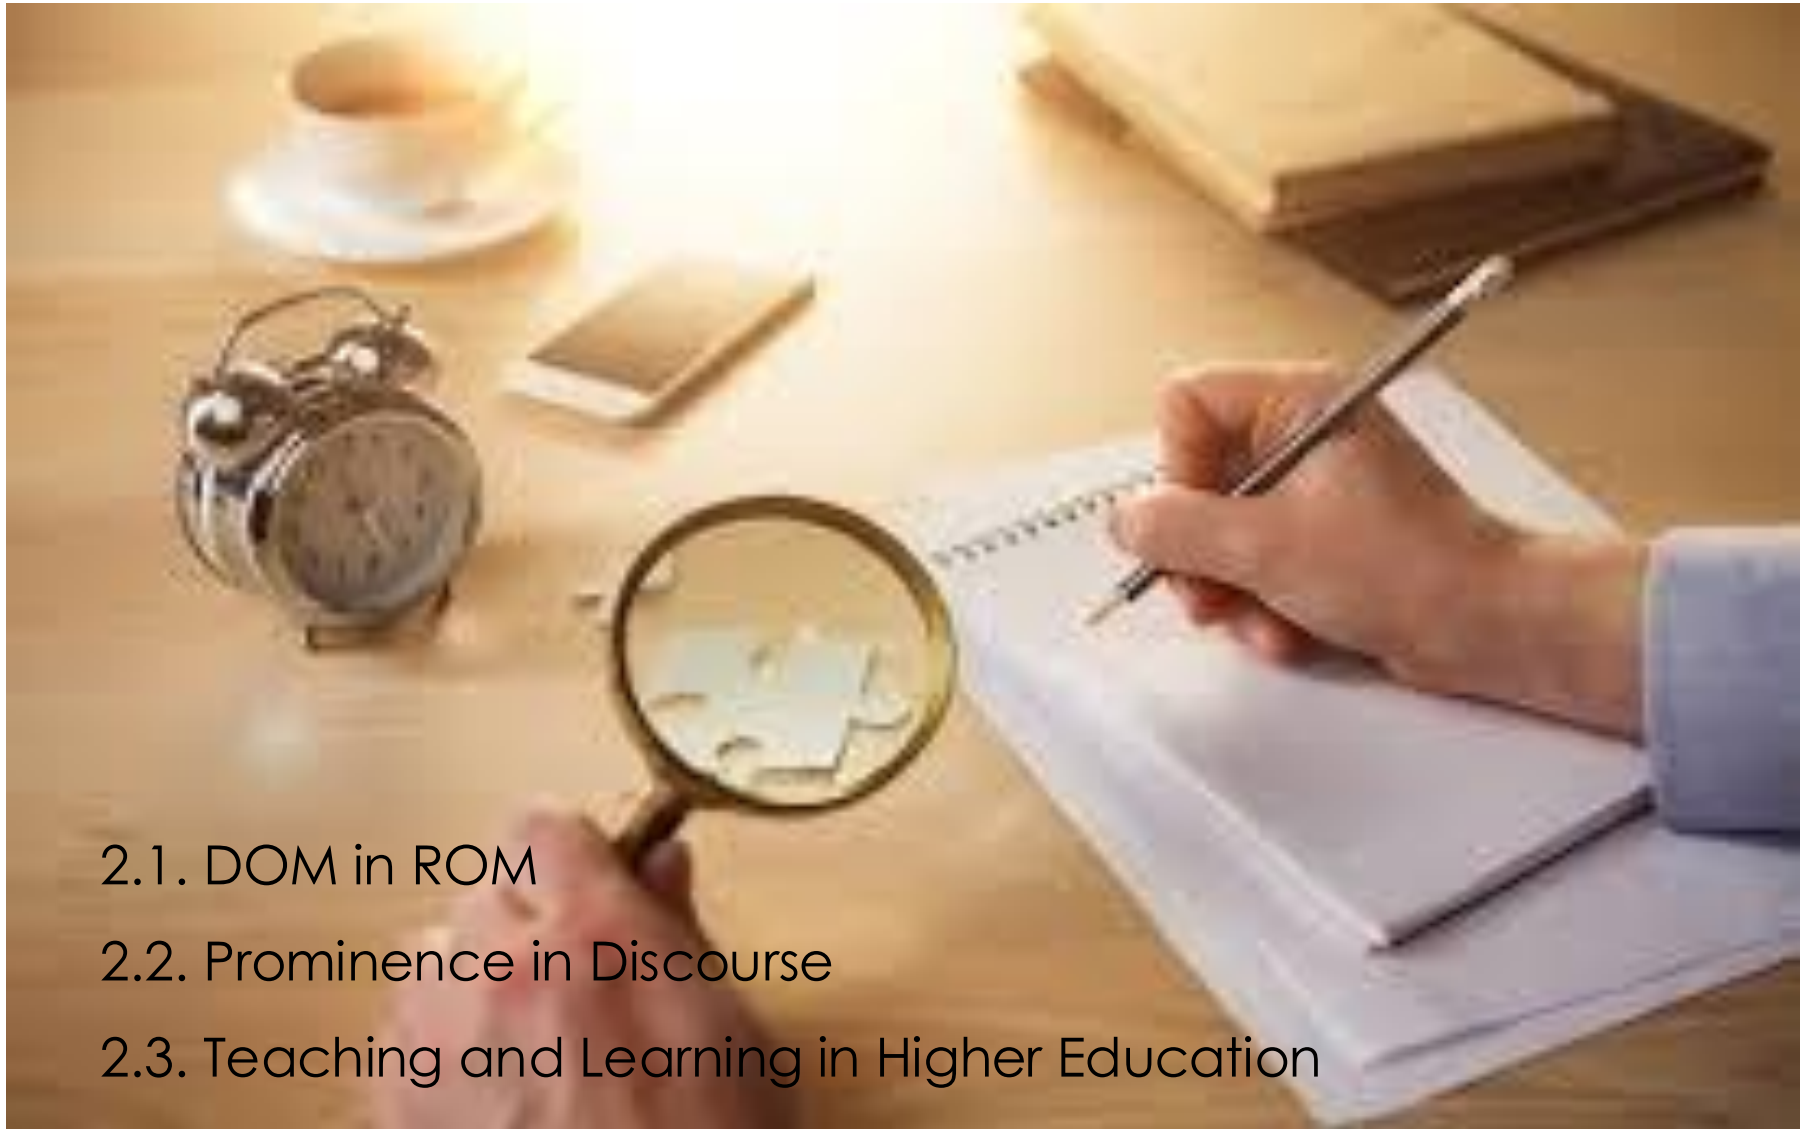 2.1. DOM in ROM
2.2. Prominence in Discourse
2.3. Teaching and Learning in Higher Education